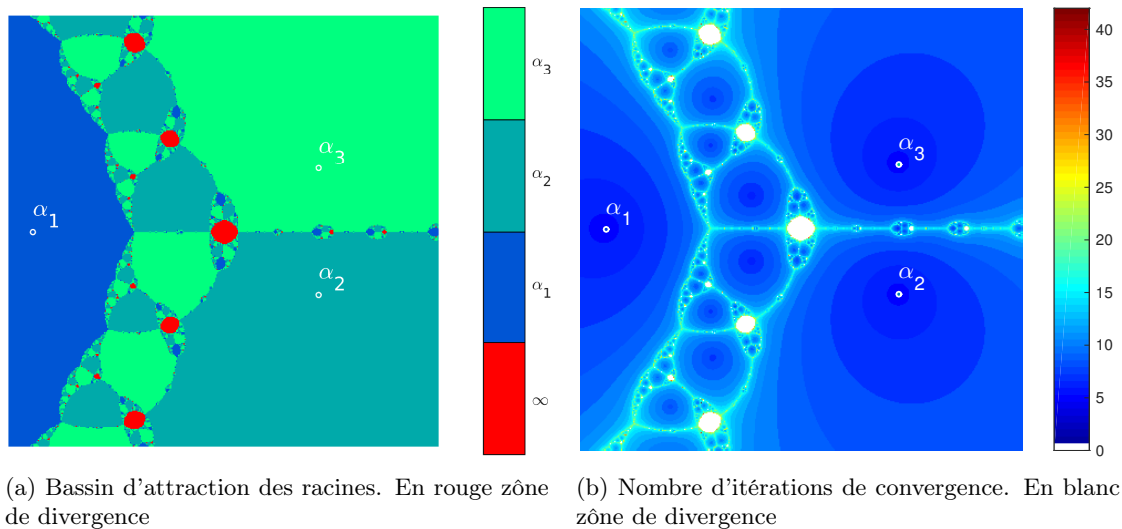 α₃
α₁
α₂
α₃
α₂
α₁
∞
α₃
α₁
α₂
40
35
30
25
20
15
10
5
0
(a) Bassin d'attraction des racines. En rouge zône
de divergence
(b) Nombre d'itérations de convergence. En blanc
zône de divergence